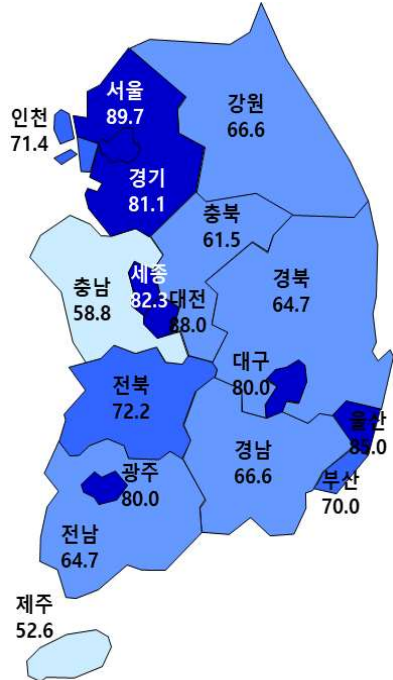 서울
89.7
강원
66.6
인천
71.4
경기
81.1
충북
61.5
세종
82.3
충남
58.8
대전
88.0
경북
64.7
대구
80.0
전북
72.2
울산
85.0
경남
66.6
부산
70.0
광주
80.0
전남
64.7
제주
52.6